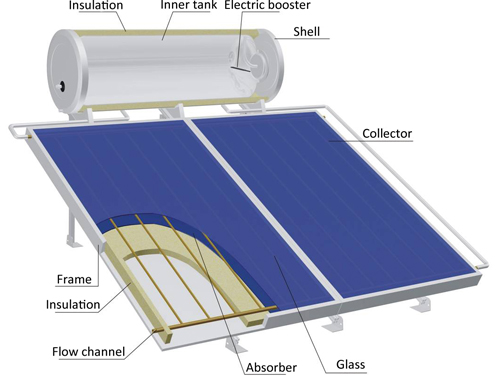 Insulation
Inner tank
Electric booster
Shell
Collector
Frame
Insulation
Flow channel
Absorber
Glass